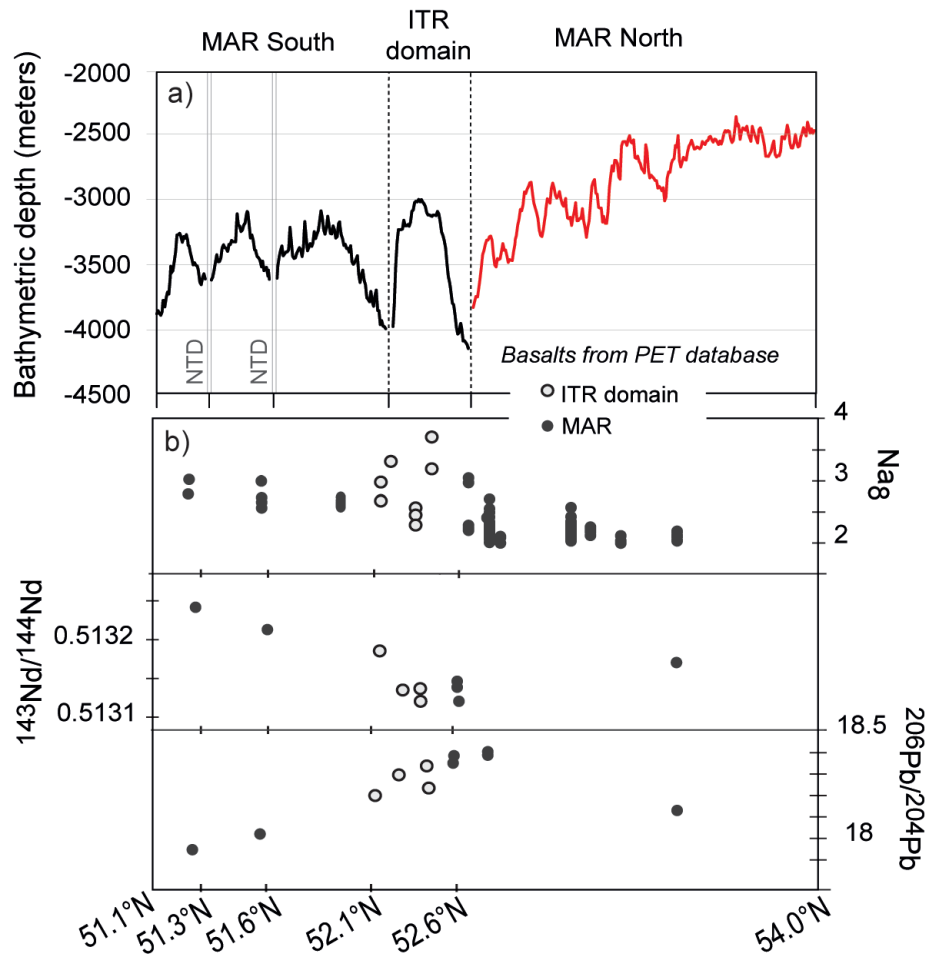 MAR South
ITR
domain
MAR North
a)
Bathymetric depth (meters)
-2000
-2500
-3000
-3500
-4000
-4500
NTD
NTD
Basalts from PET database
ITR domain
MAR
b)
4
3
2
Na8
143Nd/144Nd
0.5132
0.5131
18.5
18
206Pb/204Pb
51.1°N
51.3°N
51.6°N
52.1°N
52.6°N
54.0°N